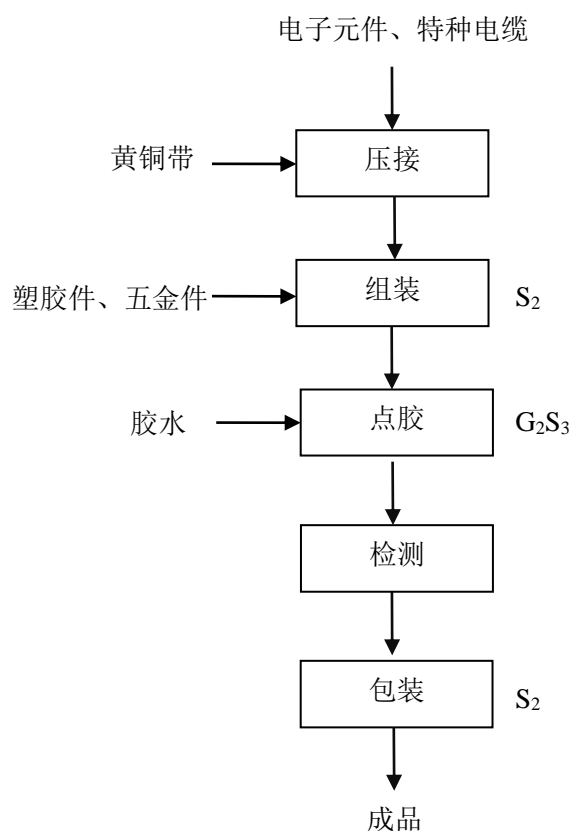 电子元件、特种电缆
黄铜带
压接
塑胶件、五金件
组装
S₂
胶水
点胶
G₂S₃
检测
包装
S₂
成品